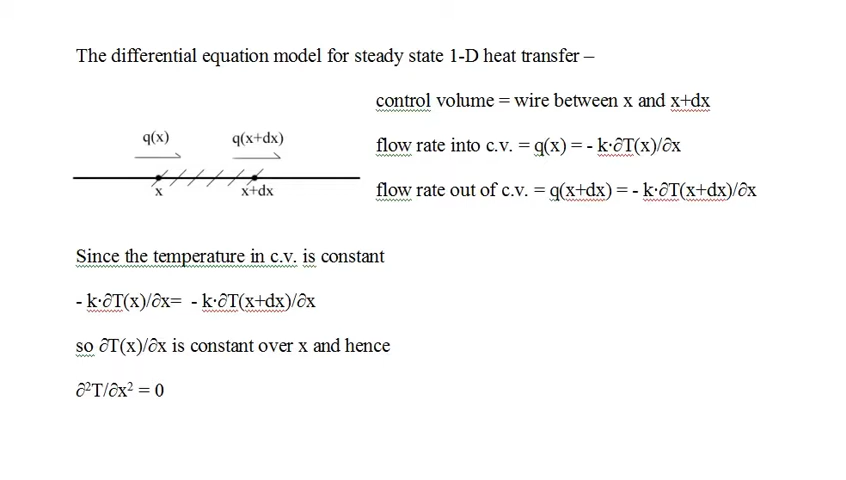 The differential equation model for steady state 1-D heat transfer –
control volume = wire between x and x+dx
q(x) q(x+dx)
flow rate into c.v. = q(x) = - k·∂T(x)/∂x
flow rate out of c.v. = q(x+dx) = - k·∂T(x+dx)/∂x
x x+dx
Since the temperature in c.v. is constant
- k·∂T(x)/∂x= - k·∂T(x+dx)/∂x
so ∂T(x)/∂x is constant over x and hence
∂²T/∂x² = 0